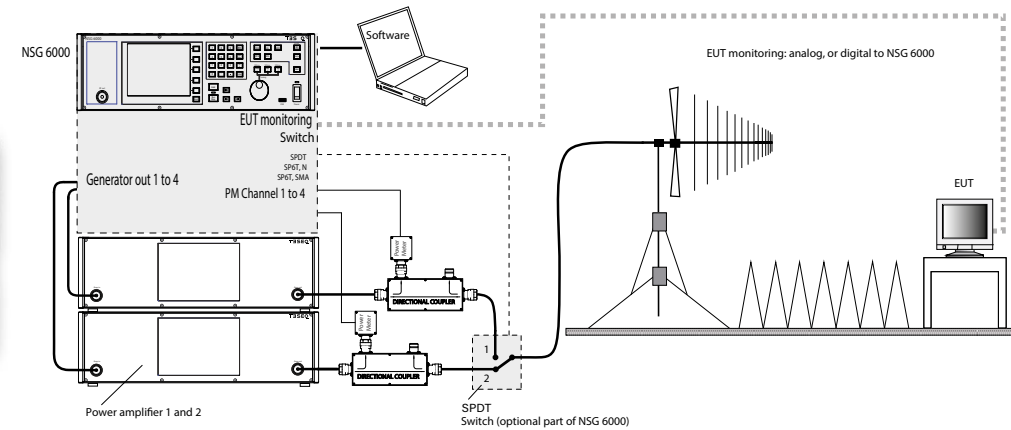 NSG 6000
NSG 6000
Software
EUT monitoring: analog, or digital to NSG 6000
EUT monitoring
Switch
SPDT
SP6T, N
SP6T, SMA
Generator out 1 to 4
PM Channel 1 to 4
EUT
Power
Meter
TESEQ
DIRECTIONAL COUPLER
Power
Meter
TESEQ
DIRECTIONAL COUPLER
1
2
Power amplifier 1 and 2
SPDT
Switch (optional part of NSG 6000)